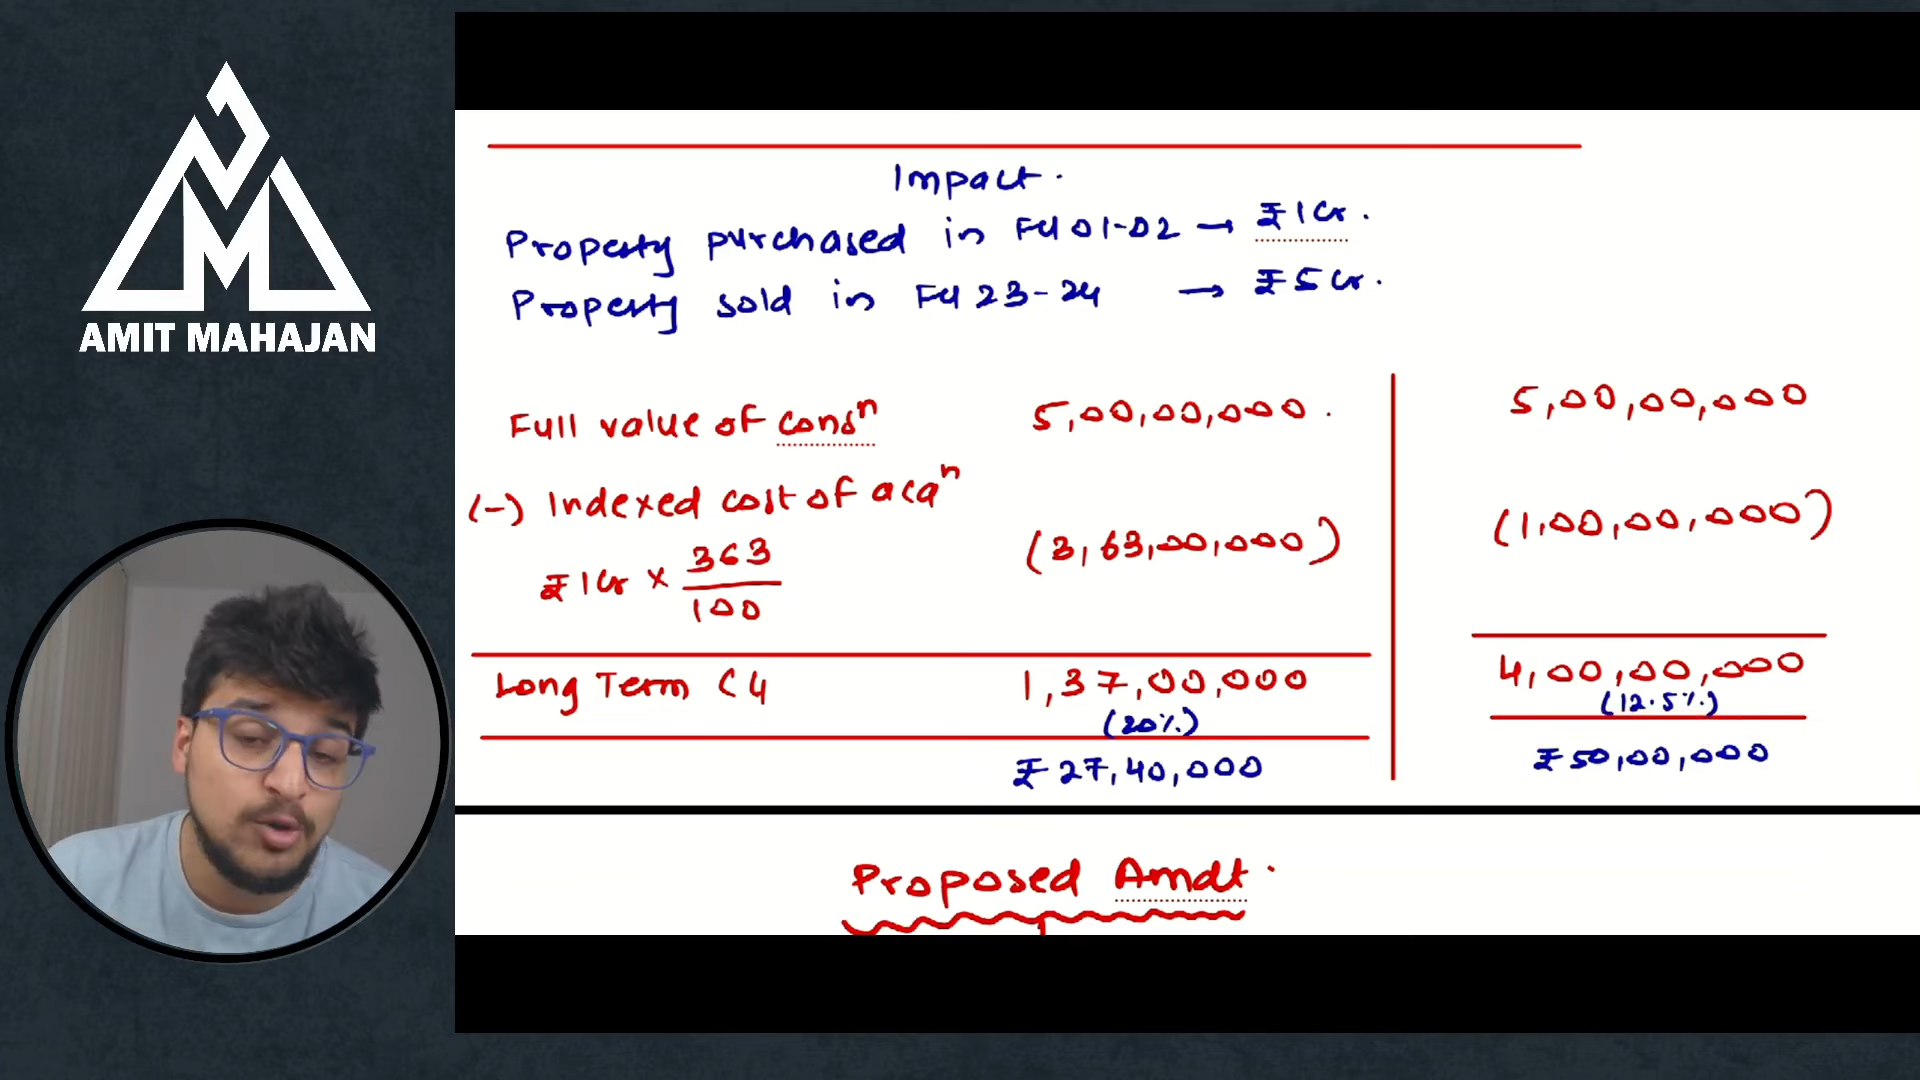 AMIT MAHAJAN
Impact.
Property purchased in FY 01-02 → ₹1Cr.
Property sold in FY 23-24 → ₹5Cr.
Full value of consⁿ 5,00,00,000. 5,00,00,000
(-) Indexed cost of acqⁿ (3,63,00,000) (1,00,00,000)
₹1Cr × 363/100
Long Term CG 1,37,00,000 4,00,00,000
(20%) (12.5%)
₹27,40,000 ₹50,00,000
Proposed Amdt.